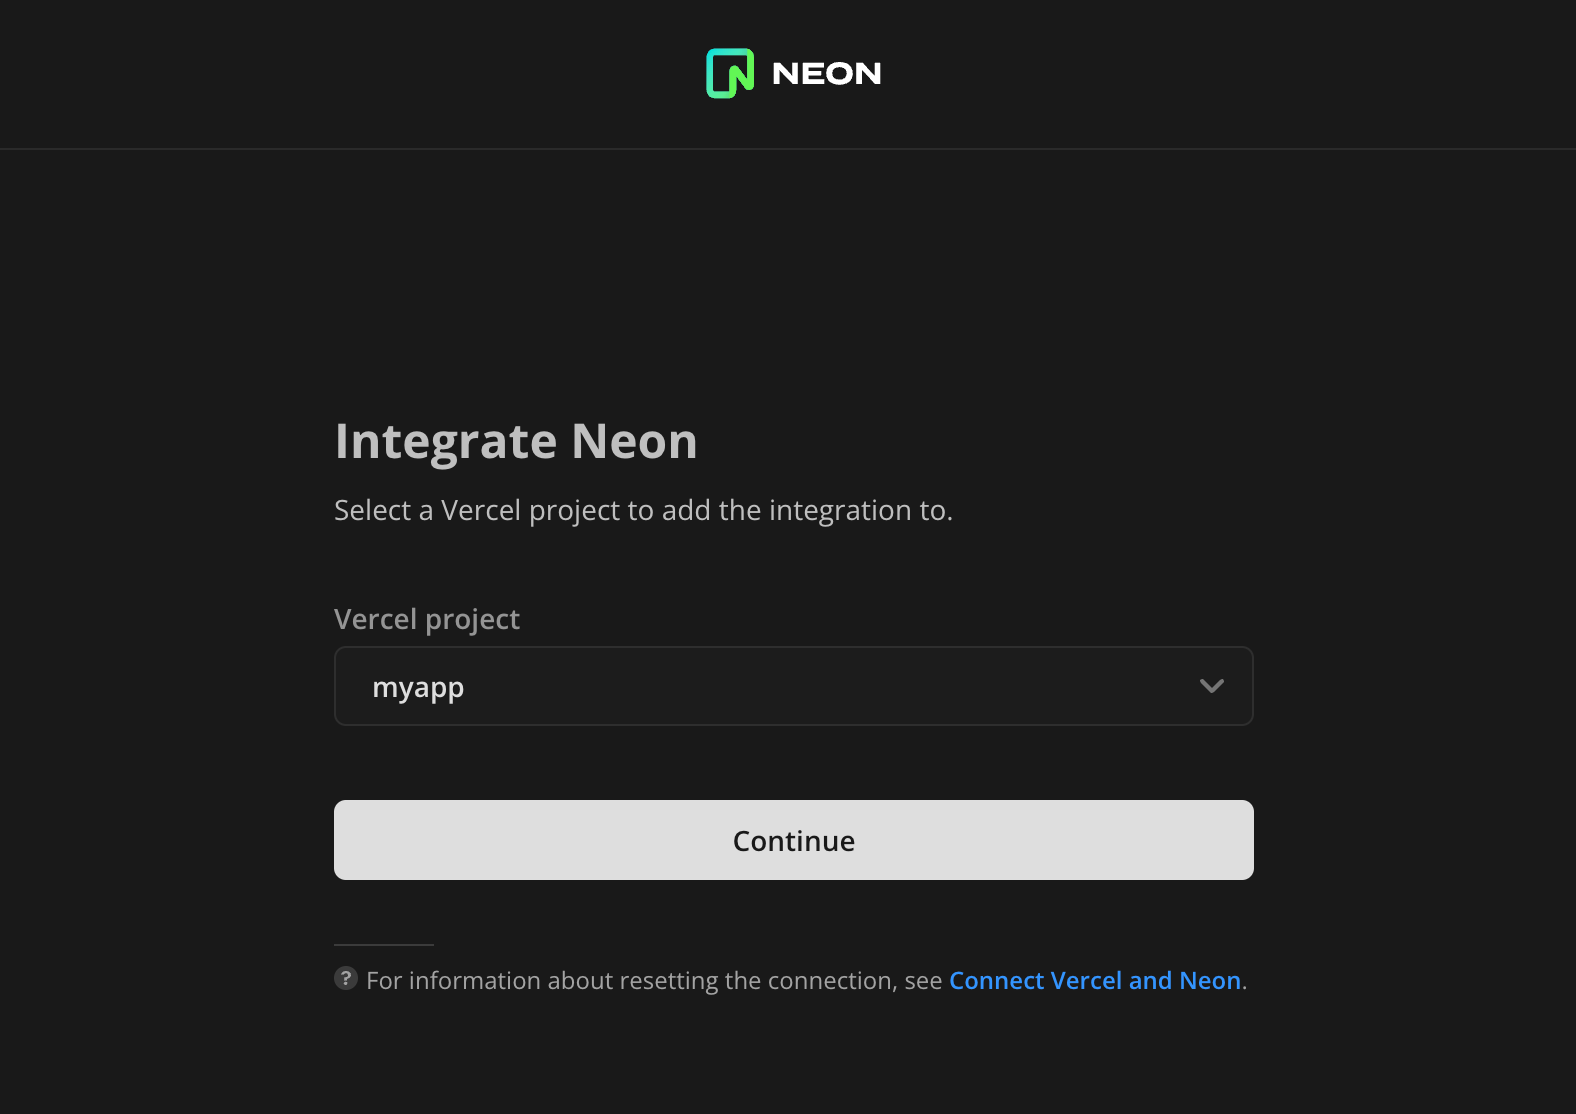 NEON
Integrate Neon
Select a Vercel project to add the integration to.
Vercel project
myapp
Continue
? For information about resetting the connection, see Connect Vercel and Neon.